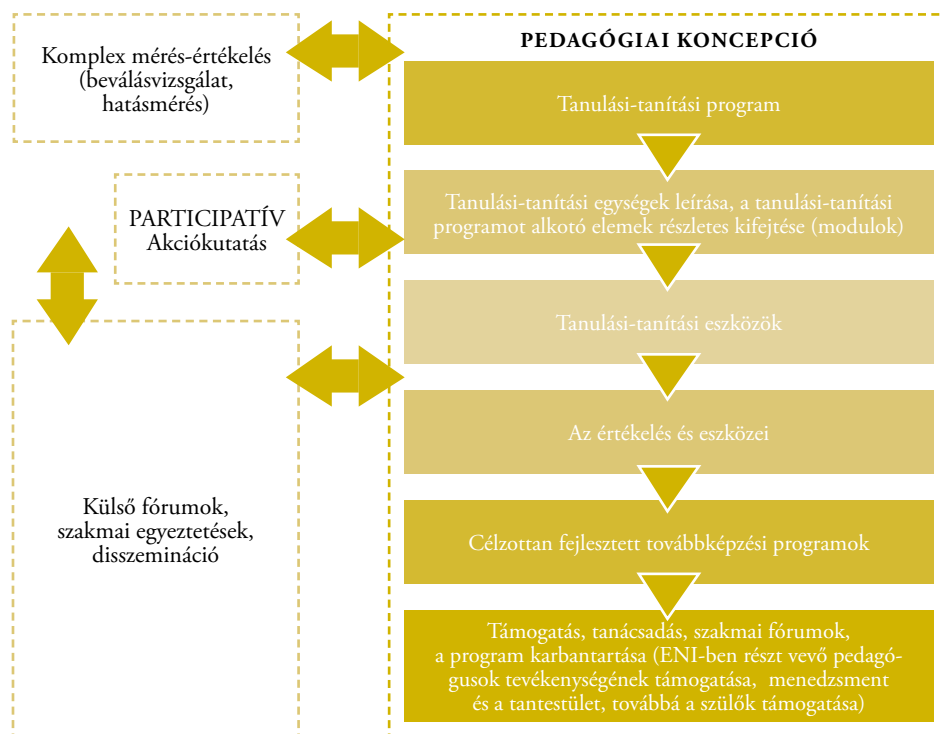 Komplex mérés-értékelés
(beválásvizsgálat,
hatásmérés)
PARTICIPATÍV
Akciókutatás
Külső fórumok,
szakmai egyeztetések,
disszemináció
PEDAGÓGIAI KONCEPCIÓ
Tanulási-tanítási program
Tanulási-tanítási egységek leírása, a tanulási-tanítási
programot alkotó elemek részletes kifejtése (modulok)
Tanulási-tanítási eszközök
Az értékelés és eszközei
Célzottan fejlesztett továbbképzési programok
Támogatás, tanácsadás, szakmai fórumok,
a program karbantartása (ENI-ben részt vevő pedagó-
gusok tevékenységének támogatása, menedzsment
és a tantestület, továbbá a szülők támogatása)